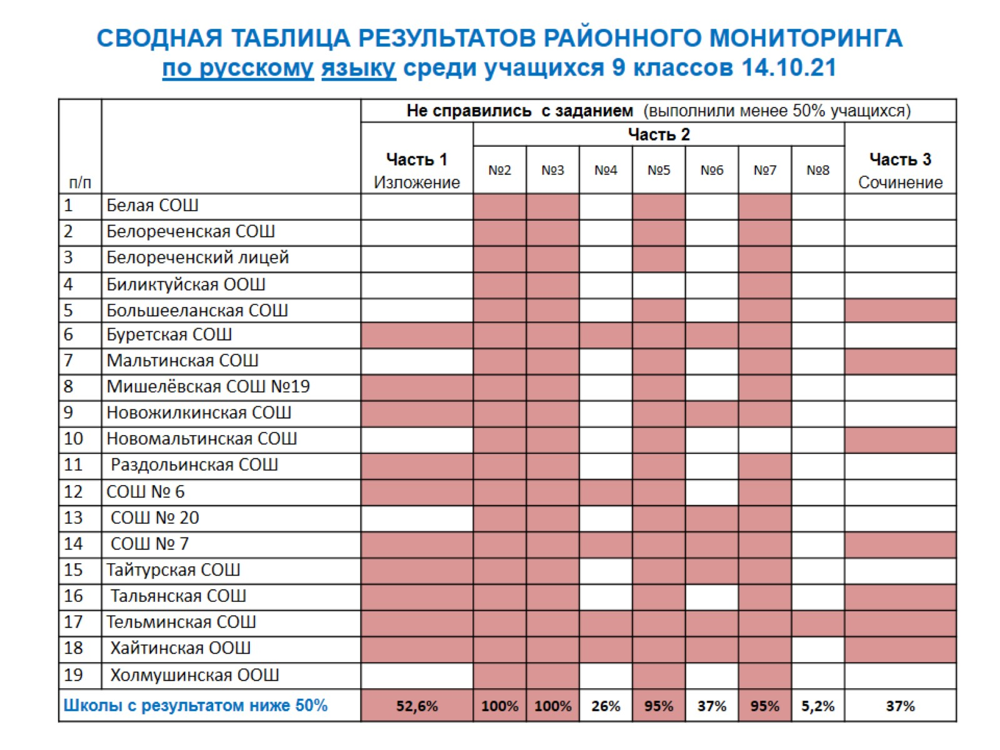 СВОДНАЯ ТАБЛИЦА РЕЗУЛЬТАТОВ РАЙОННОГО МОНИТОРИНГА
по русскому языку среди учащихся 9 классов 14.10.21
Не справились с заданием (выполнили менее 50% учащихся)
Часть 2
п/п
Часть 1
Изложение
№2 №3 №4 №5 №6 №7 №8
Часть 3
Сочинение
1 Белая СОШ
2 Белореченская СОШ
3 Белореченский лицей
4 Биликтуйская ООШ
5 Большееланская СОШ
6 Буретская СОШ
7 Мальтинская СОШ
8 Мишелёвская СОШ №19
9 Новожилкинская СОШ
10 Новомальтинская СОШ
11 Раздольинская СОШ
12 СОШ № 6
13 СОШ № 20
14 СОШ № 7
15 Тайтурская СОШ
16 Тальянская СОШ
17 Тельминская СОШ
18 Хайтинская ООШ
19 Холмушинская ООШ
Школы с результатом ниже 50% 52,6% 100% 100% 26% 95% 37% 95% 5,2% 37%